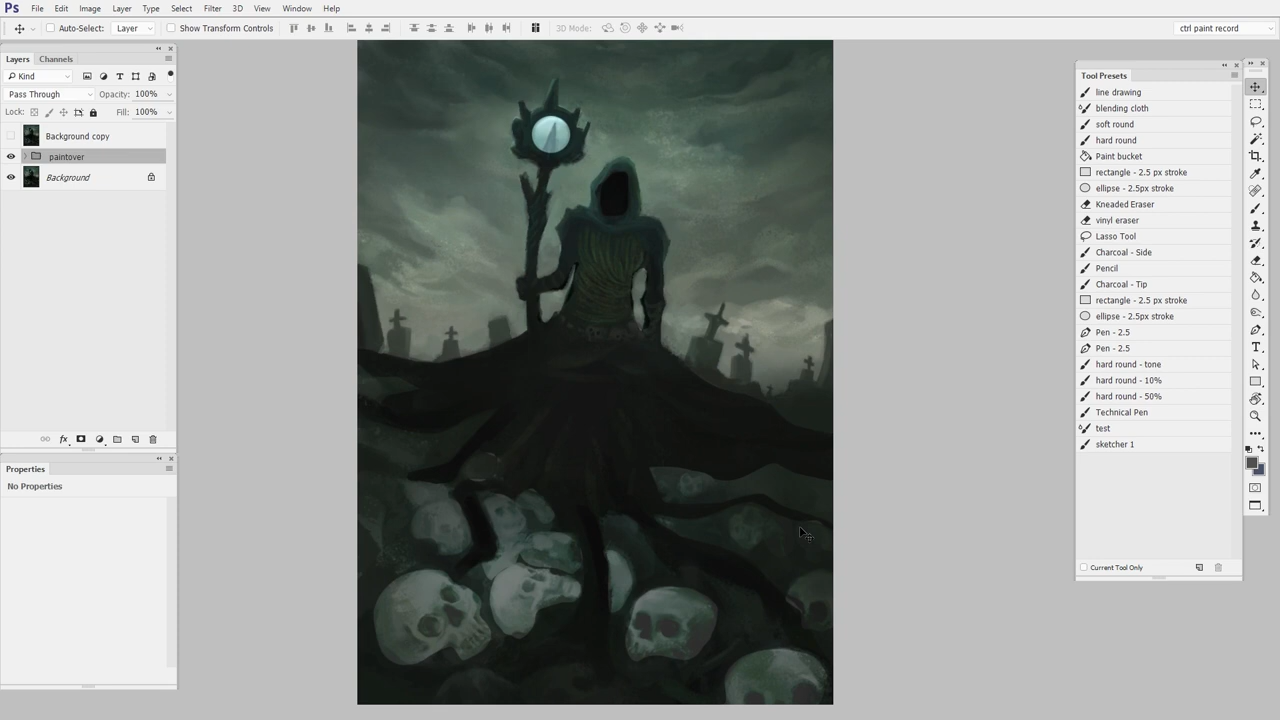 Ps File Edit Image Layer Type Select Filter 3D View Window Help
Auto-Select: Layer Show Transform Controls 3D Mode: ctrl paint record
Layers Channels
Kind
Pass Through Opacity: 100%
Lock: Fill: 100%
Background copy
paintover
Background
Properties
No Properties
Tool Presets
line drawing
blending cloth
soft round
hard round
Paint bucket
rectangle - 2.5 px stroke
ellipse - 2.5px stroke
Kneaded Eraser
vinyl eraser
Lasso Tool
Charcoal - Side
Pencil
Charcoal - Tip
rectangle - 2.5 px stroke
ellipse - 2.5px stroke
Pen - 2.5
Pen - 2.5
hard round - tone
hard round - 10%
hard round - 50%
Technical Pen
test
sketcher 1
Current Tool Only